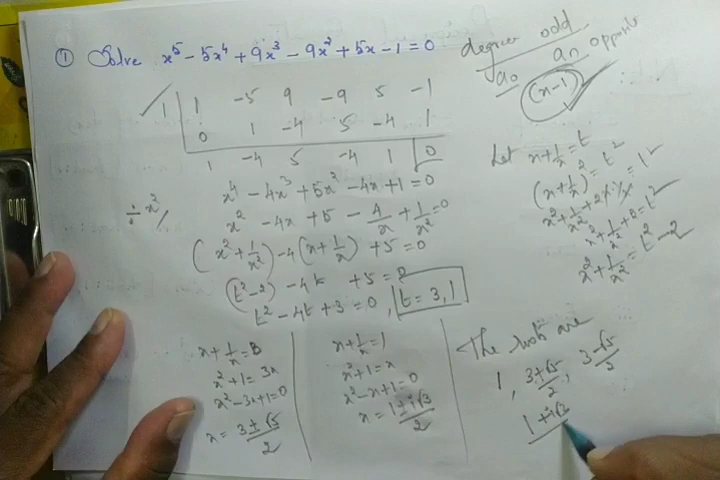 ① Solve x⁵ - 5x⁴ + 9x³ - 9x² + 5x - 1 = 0
degree odd
a₀ aₙ opposite
(x-1)
1 | 1 -5 9 -9 5 -1
0 1 -4 5 -4 1
1 -4 5 -4 1 | 0
x⁴ - 4x³ + 5x² - 4x + 1 = 0
÷ x² x² - 4x + 5 - 4/x + 1/x² = 0
(x² + 1/x²) - 4(x + 1/x) + 5 = 0
(t² - 2) - 4t + 5 = 0
t² - 4t + 3 = 0, t = 3, 1
Let x + 1/x = t
(x + 1/x)² = t²
x² + 1/x² + 2x·1/x = t²
x² + 1/x² + 2 = t²
x² + 1/x² = t² - 2
x + 1/x = 3
x² + 1 = 3x
x² - 3x + 1 = 0
x = 3 ± √5 / 2
x + 1/x = 1
x² + 1 = x
x² - x + 1 = 0
x = 1 ± i√3 / 2
The roots are
1, 3+√5/2, 3-√5/2
1+i√3